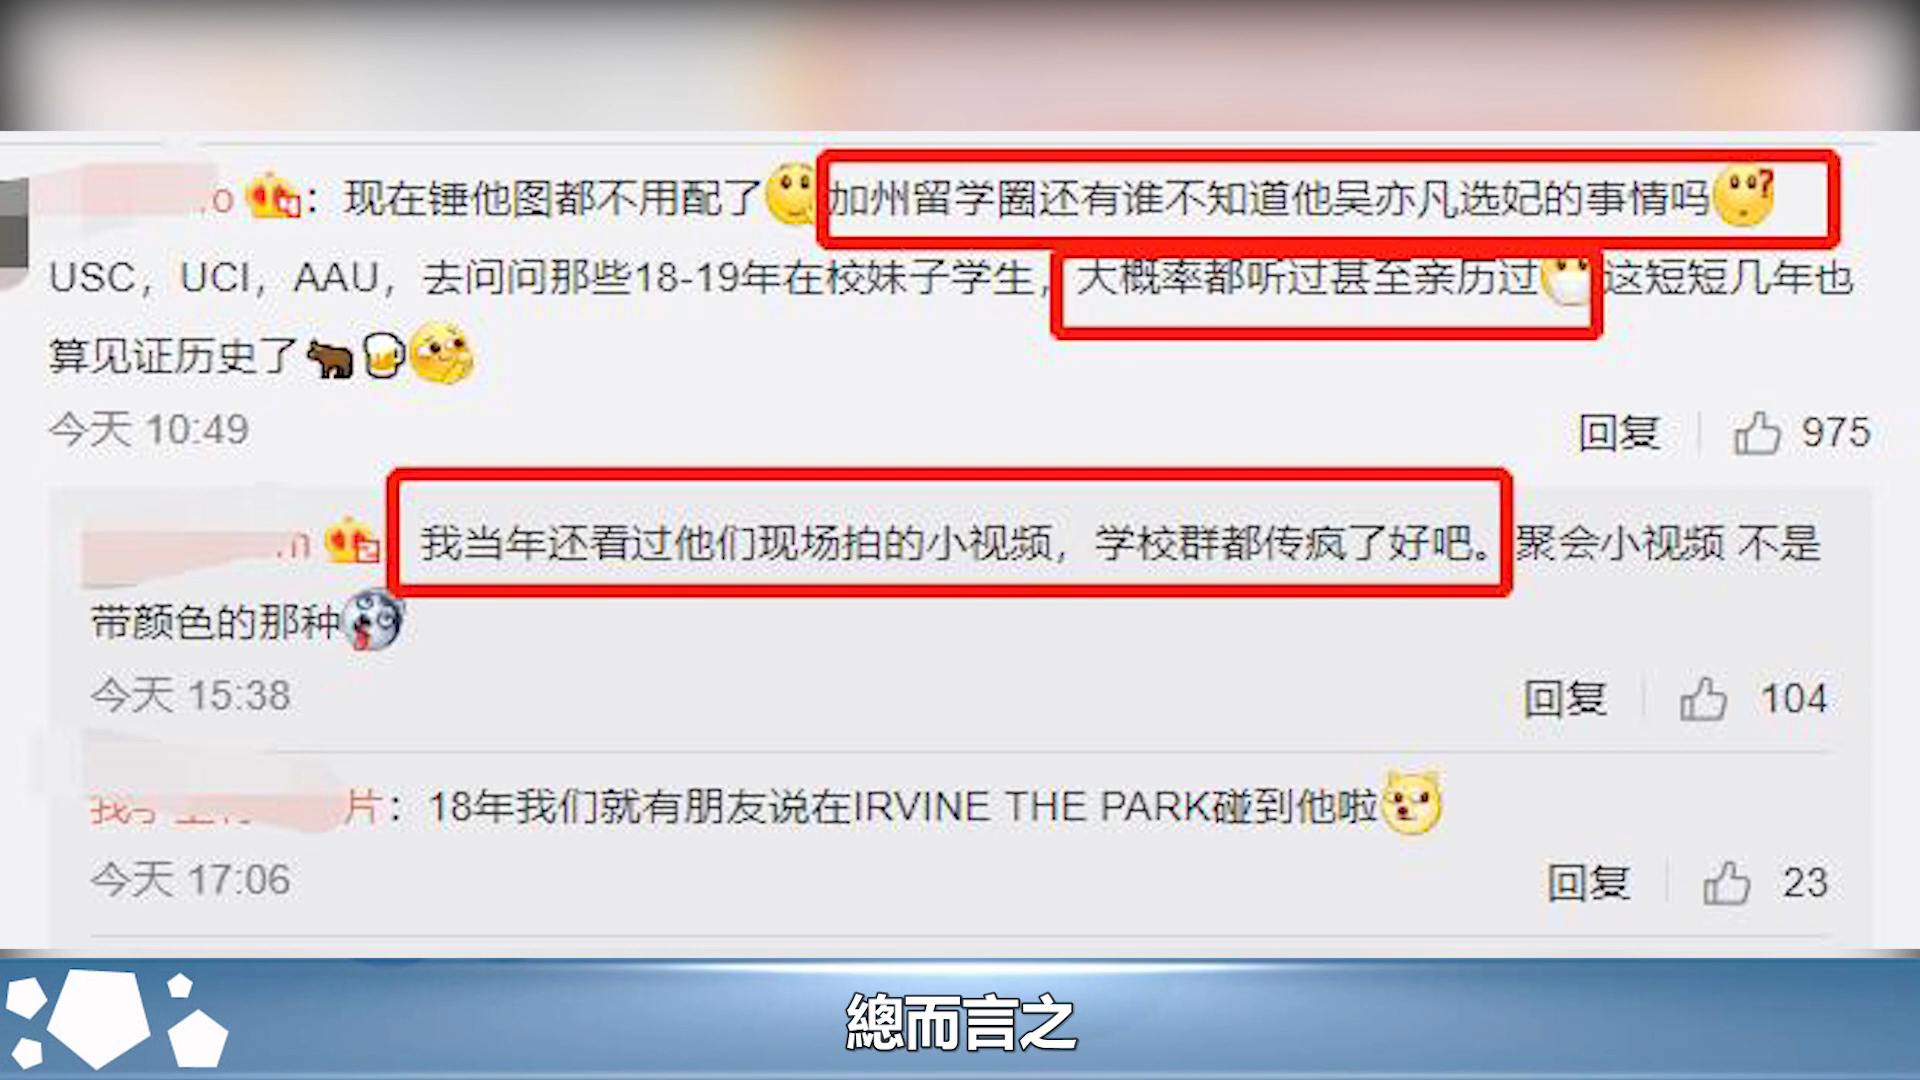 o：现在锤他图都不用配了加州留学圈还有谁不知道他吴亦凡选妃的事情吗
USC，UCI，AAU，去问问那些18-19年在校妹子学生，大概率都听过甚至亲历过这短短几年也
算见证历史了
今天 10:49 回复 975
n 我当年还看过他们现场拍的小视频，学校群都传疯了好吧。聚会小视频 不是
带颜色的那种
今天 15:38 回复 104
片：18年我们就有朋友说在IRVINE THE PARK碰到他啦
今天 17:06 回复 23
總而言之